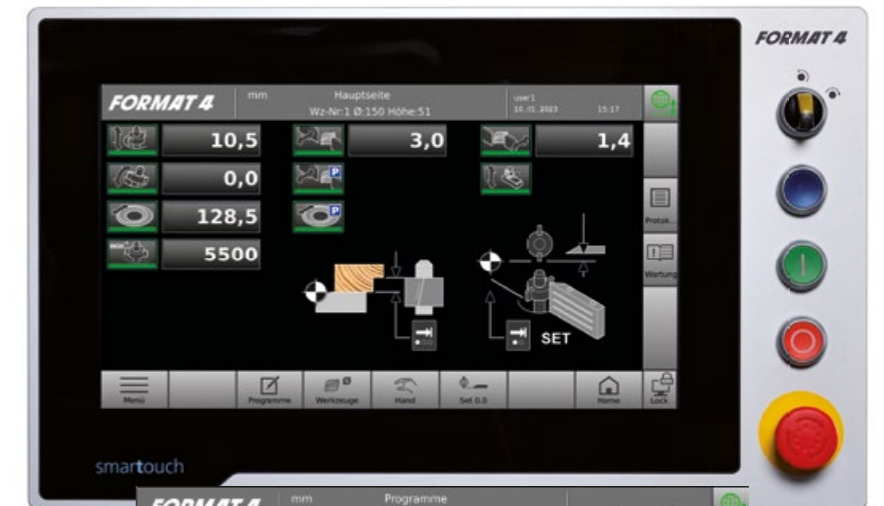 FORMAT 4
FORMAT 4
mm
Hauptseite
Wz-Nr:1 Ø:150 Höhe:51
user1
10.01.2023
15:17
10,5
3,0
1,4
0,0
P
128,5
P
5500
Protok...
Wartung
SET
Menü
Programme
Werkzeuge
Hand
Set 0.0
Home
Lock
smartouch
FORMAT 4
mm
Programme